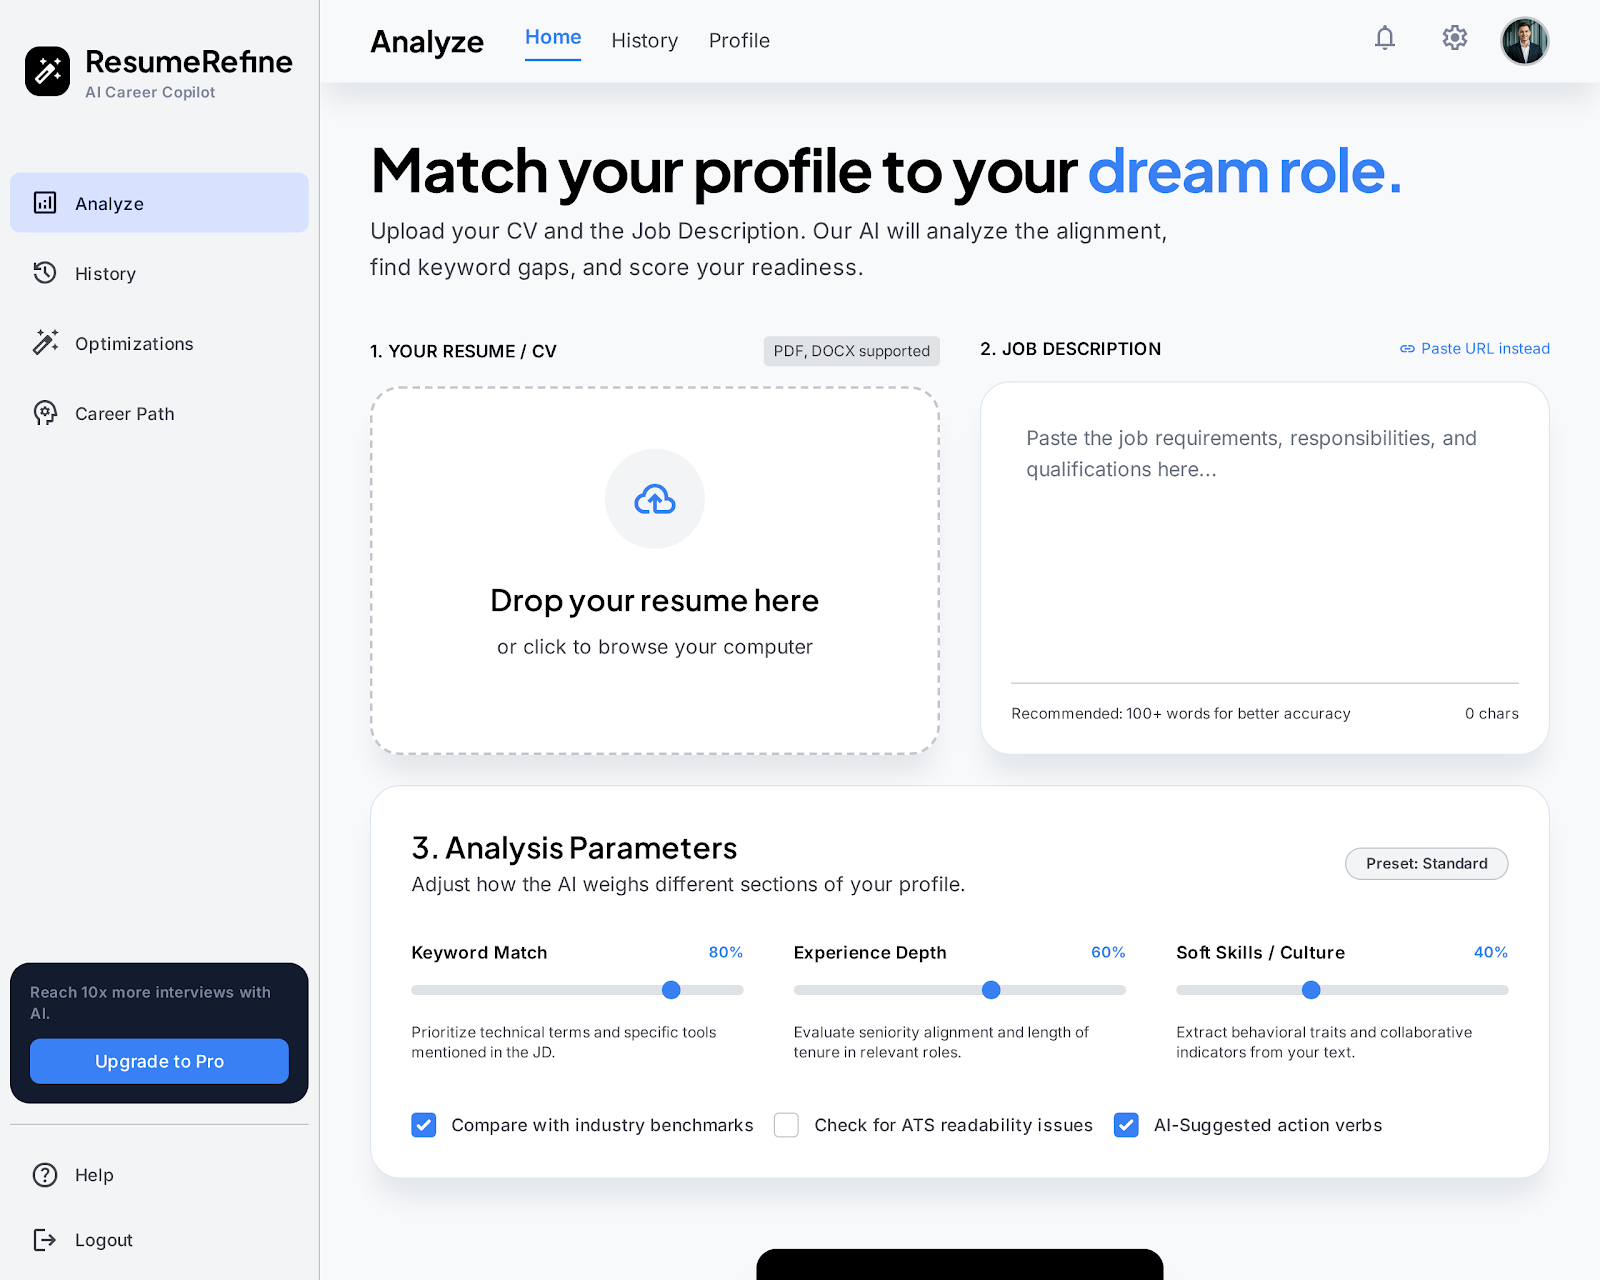 ResumeRefine
AI Career Copilot
Analyze
History
Optimizations
Career Path
Reach 10x more interviews with
AI.
Upgrade to Pro
Help
Logout
Analyze
Home
History
Profile
Match your profile to your dream role.
Upload your CV and the Job Description. Our AI will analyze the alignment,
find keyword gaps, and score your readiness.
1. YOUR RESUME / CV
PDF, DOCX supported
Drop your resume here
or click to browse your computer
2. JOB DESCRIPTION
Paste URL instead
Paste the job requirements, responsibilities, and
qualifications here...
Recommended: 100+ words for better accuracy
0 chars
3. Analysis Parameters
Adjust how the AI weighs different sections of your profile.
Preset: Standard
Keyword Match
80%
Prioritize technical terms and specific tools
mentioned in the JD.
Experience Depth
60%
Evaluate seniority alignment and length of
tenure in relevant roles.
Soft Skills / Culture
40%
Extract behavioral traits and collaborative
indicators from your text.
Compare with industry benchmarks
Check for ATS readability issues
AI-Suggested action verbs